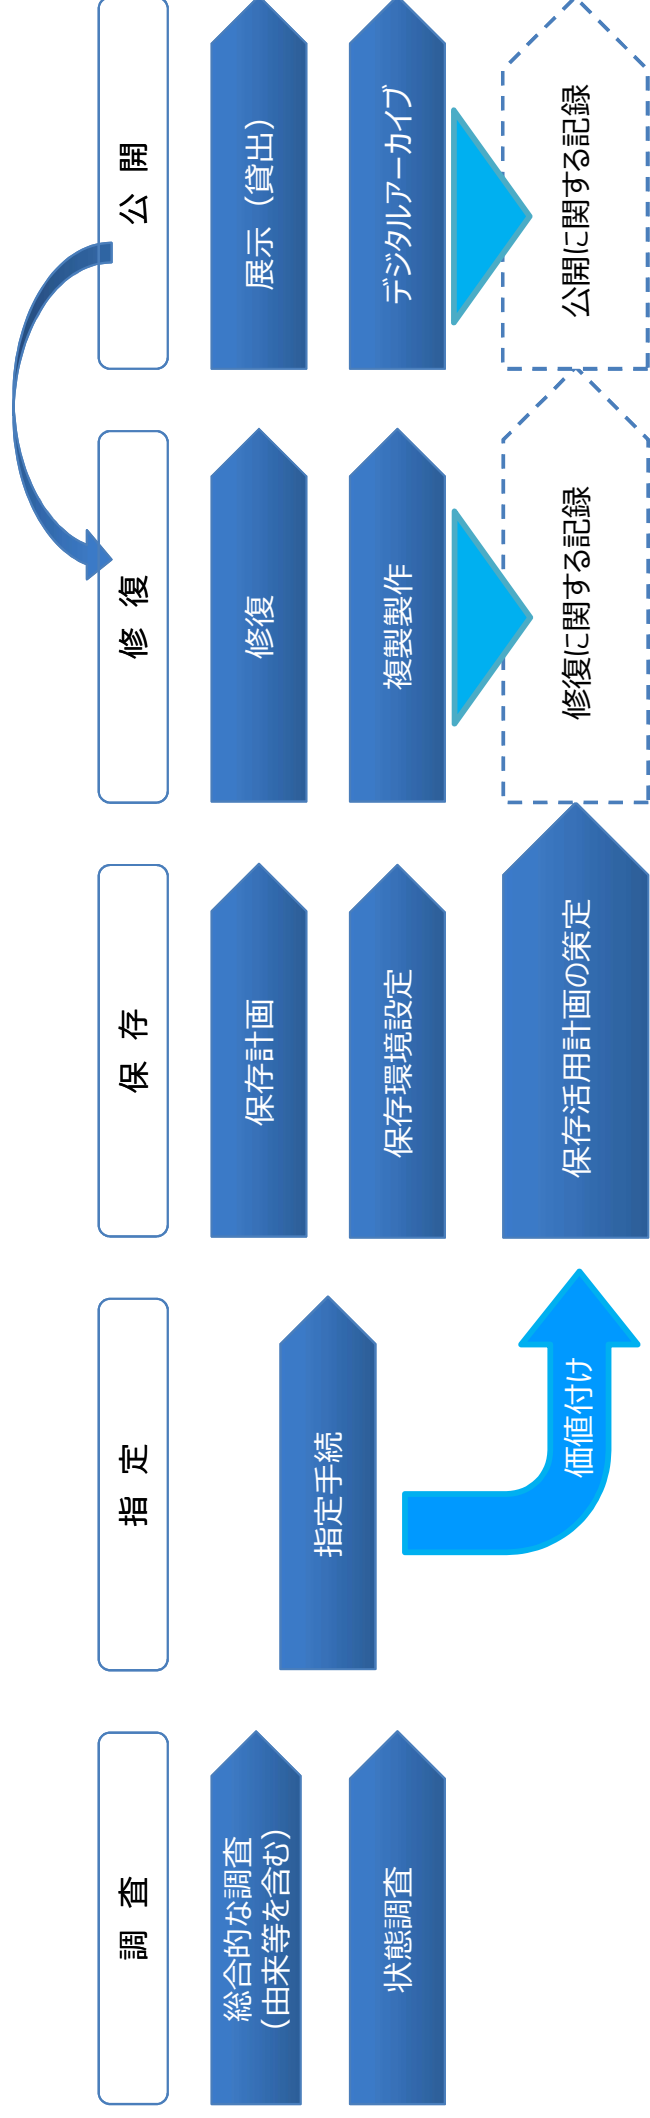 調 査
指 定
保 存
修 復
公 開
総合的な調査
（由来等を含む）
指定手続
保存計画
修復
展示（貸出）
状態調査
保存環境設定
複製製作
デジタルアーカイブ
価値付け
保存活用計画の策定
修復に関する記録
公開に関する記録